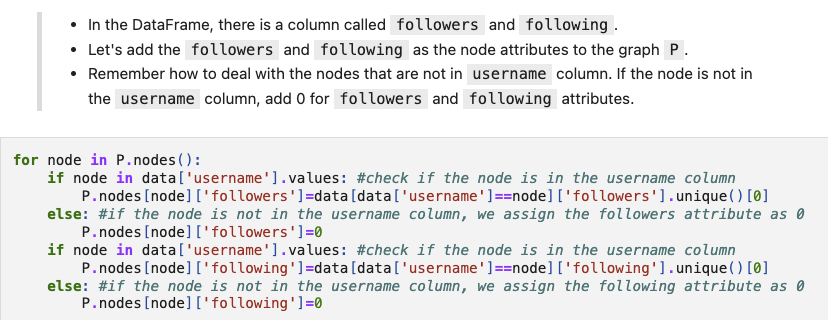 • In the DataFrame, there is a column called followers and following.
• Let's add the followers and following as the node attributes to the graph P.
• Remember how to deal with the nodes that are not in username column. If the node is not in
the username column, add 0 for followers and following attributes.
for node in P.nodes():
    if node in data['username'].values: #check if the node is in the username column
        P.nodes[node]['followers']=data[data['username']==node]['followers'].unique()[0]
    else: #if the node is not in the username column, we assign the followers attribute as 0
        P.nodes[node]['followers']=0
    if node in data['username'].values: #check if the node is in the username column
        P.nodes[node]['following']=data[data['username']==node]['following'].unique()[0]
    else: #if the node is not in the username column, we assign the following attribute as 0
        P.nodes[node]['following']=0